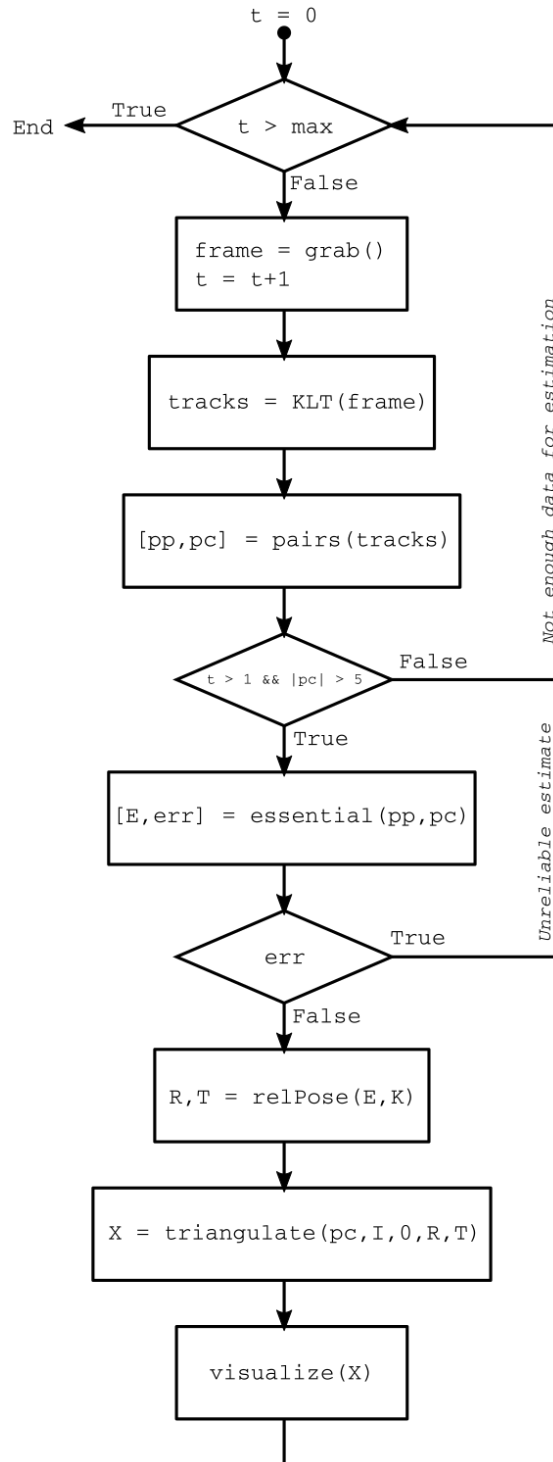 t = 0
True
End
t > max
False
frame = grab()
t = t+1
tracks = KLT(frame)
[pp,pc] = pairs(tracks)
Not enough data for estimation
t > 1 && |pc| > 5
False
True
[E,err] = essential(pp,pc)
Unreliable estimate
err
True
False
R,T = relPose(E,K)
X = triangulate(pc,I,0,R,T)
visualize(X)